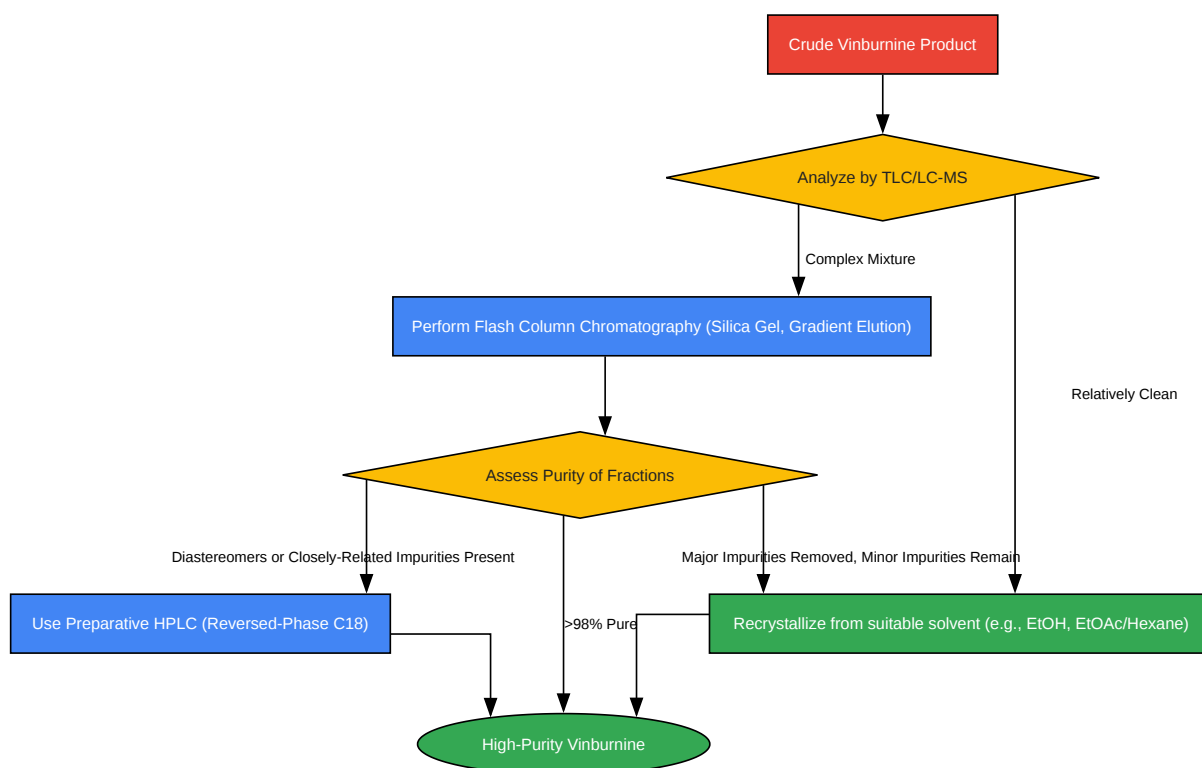 Crude Vinburnine Product
Analyze by TLC/LC-MS
Complex Mixture
Perform Flash Column Chromatography (Silica Gel, Gradient Elution)
Relatively Clean
Assess Purity of Fractions
Diastereomers or Closely-Related Impurities Present
Major Impurities Removed, Minor Impurities Remain
Use Preparative HPLC (Reversed-Phase C18)
>98% Pure
Recrystallize from suitable solvent (e.g., EtOH, EtOAc/Hexane)
High-Purity Vinburnine